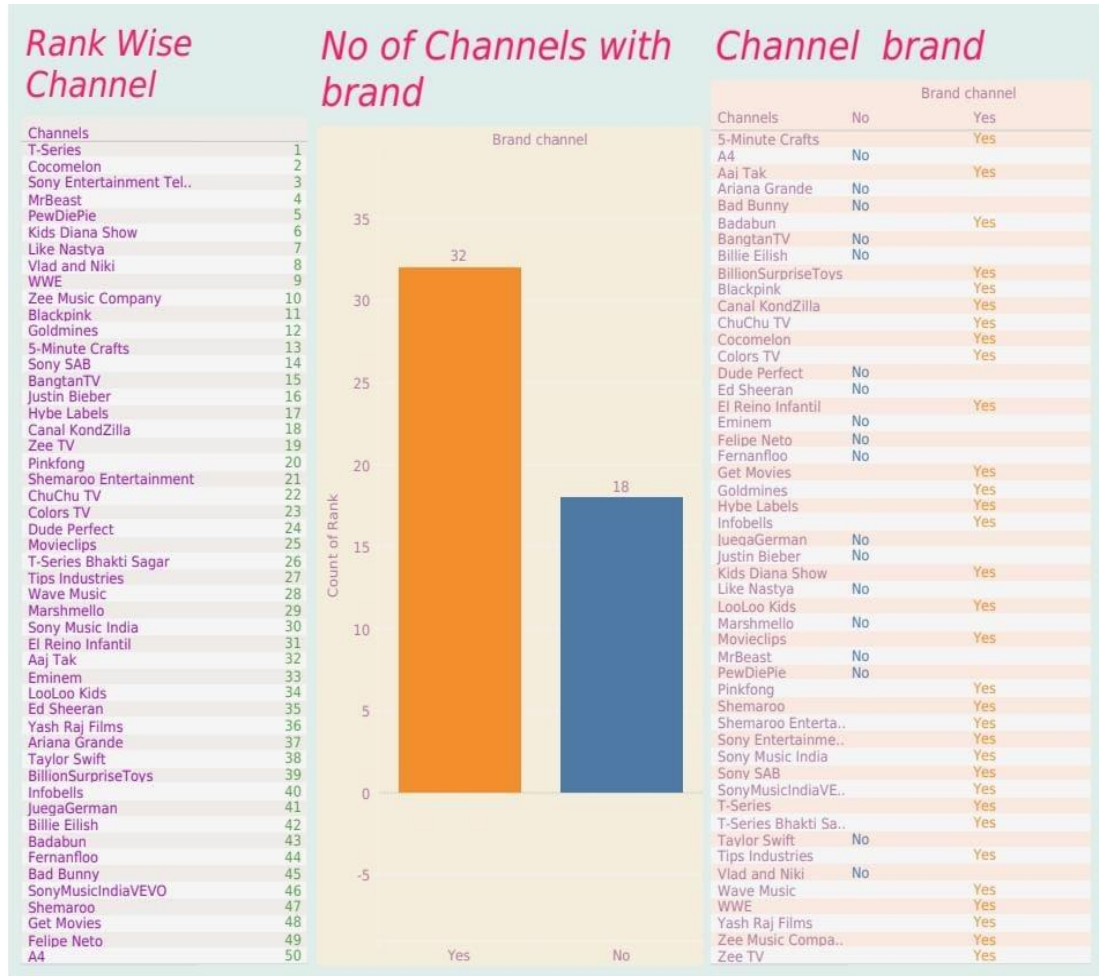 Rank Wise
Channel
Channels
T-Series 1
Cocomelon 2
Sony Entertainment Tel.. 3
MrBeast 4
PewDiePie 5
Kids Diana Show 6
Like Nastya 7
Vlad and Niki 8
WWE 9
Zee Music Company 10
Blackpink 11
Goldmines 12
5-Minute Crafts 13
Sony SAB 14
BangtanTV 15
Justin Bieber 16
Hybe Labels 17
Canal KondZilla 18
Zee TV 19
Pinkfong 20
Shemaroo Entertainment 21
ChuChu TV 22
Colors TV 23
Dude Perfect 24
Movieclips 25
T-Series Bhakti Sagar 26
Tips Industries 27
Wave Music 28
Marshmello 29
Sony Music India 30
El Reino Infantil 31
Aaj Tak 32
Eminem 33
LooLoo Kids 34
Ed Sheeran 35
Yash Raj Films 36
Ariana Grande 37
Taylor Swift 38
BillionSurpriseToys 39
Infobells 40
JuegaGerman 41
Billie Eilish 42
Badabun 43
Fernanfloo 44
Bad Bunny 45
SonyMusicIndiaVEVO 46
Shemaroo 47
Get Movies 48
Felipe Neto 49
A4 50
No of Channels with
brand
Brand channel
Count of Rank
35
30
25
20
15
10
5
0
-5
32
18
Yes No
Channel brand
Brand channel
Channels No Yes
5-Minute Crafts Yes
A4 No
Aaj Tak Yes
Ariana Grande No
Bad Bunny No
Badabun Yes
BangtanTV No
Billie Eilish No
BillionSurpriseToys Yes
Blackpink Yes
Canal KondZilla Yes
ChuChu TV Yes
Cocomelon Yes
Colors TV Yes
Dude Perfect No
Ed Sheeran No
El Reino Infantil Yes
Eminem No
Felipe Neto No
Fernanfloo No
Get Movies Yes
Goldmines Yes
Hybe Labels Yes
Infobells Yes
JuegaGerman No
Justin Bieber No
Kids Diana Show Yes
Like Nastya No
LooLoo Kids Yes
Marshmello No
Movieclips Yes
MrBeast No
PewDiePie No
Pinkfong Yes
Shemaroo Yes
Shemaroo Enterta.. Yes
Sony Entertainme.. Yes
Sony Music India Yes
Sony SAB Yes
SonyMusicIndiaVE.. Yes
T-Series Yes
T-Series Bhakti Sa.. Yes
Taylor Swift No
Tips Industries Yes
Vlad and Niki No
Wave Music Yes
WWE Yes
Yash Raj Films Yes
Zee Music Compa.. Yes
Zee TV Yes